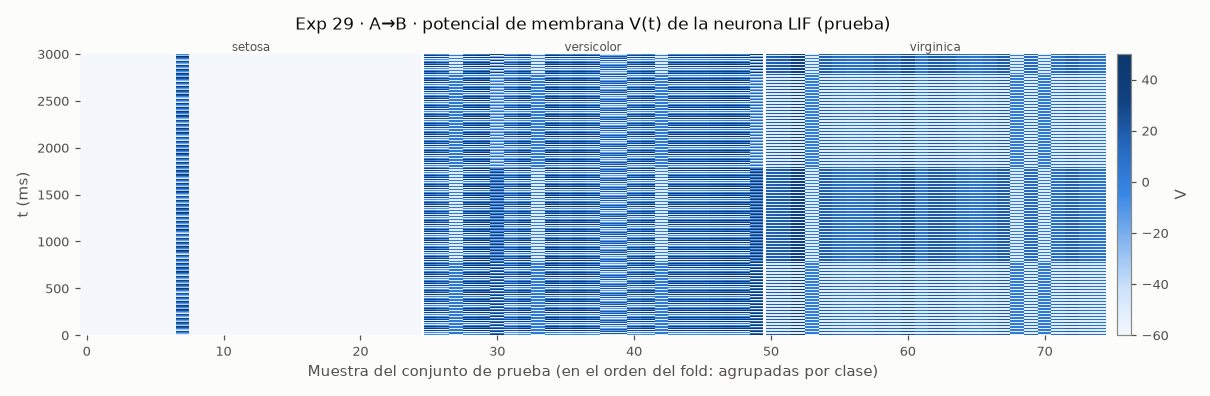 Exp 29 · A→B · potencial de membrana V(t) de la neurona LIF (prueba)
setosa versicolor virginica
3000
2500
2000
1500
1000
500
0
t (ms)
0 10 20 30 40 50 60 70
Muestra del conjunto de prueba (en el orden del fold: agrupadas por clase)
40
20
0
−20
−40
−60
V